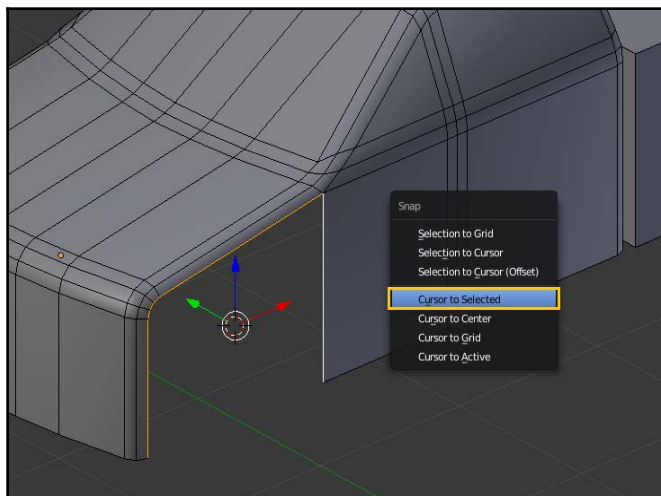 Snap
Selection to Grid
Selection to Cursor
Selection to Cursor (Offset)
Cursor to Selected
Cursor to Center
Cursor to Grid
Cursor to Active